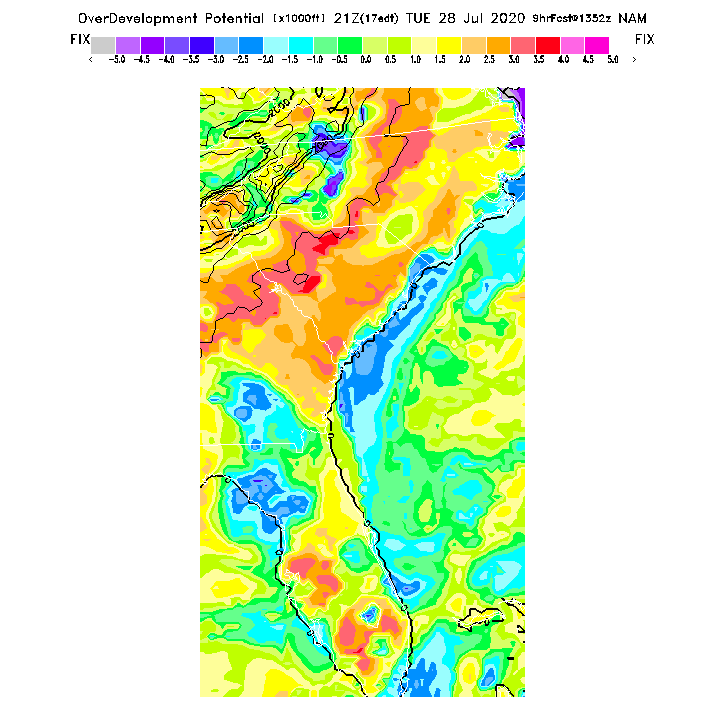 OverDevelopment Potential [x1000ft] 21Z(17edt) TUE 28 Jul 2020 9hrFcst@1352z NAM
FIX FIX
< -5.0 -4.5 -4.0 -3.5 -3.0 -2.5 -2.0 -1.5 -1.0 -0.5 0.0 0.5 1.0 1.5 2.0 2.5 3.0 3.5 4.0 4.5 5.0 >
2000
2000